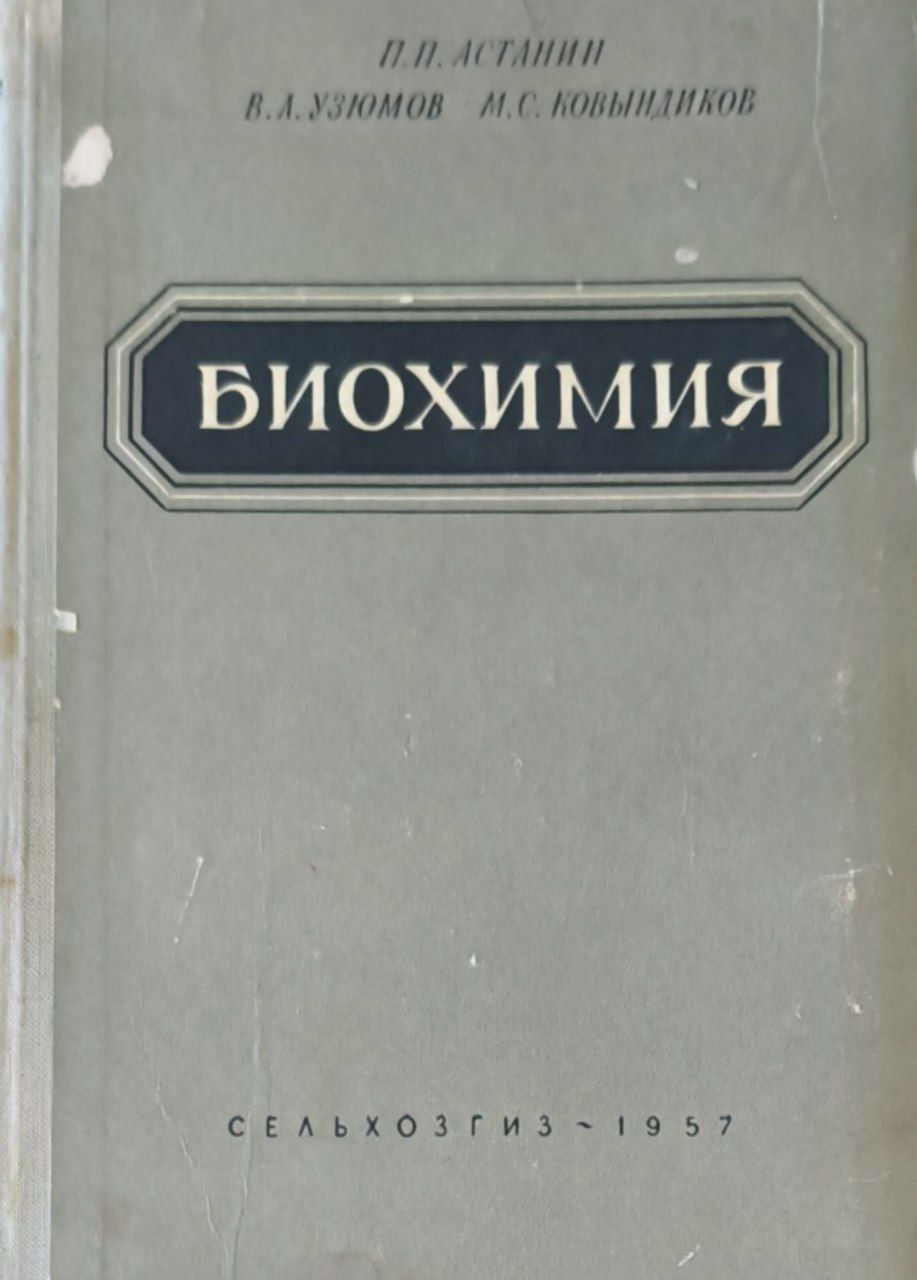 П.П. АСТАНИН
В.А. УЗЮМОВ М.С. КОВЫНДИКОВ
БИОХИМИЯ
СЕЛЬХОЗГИЗ ~ 1957